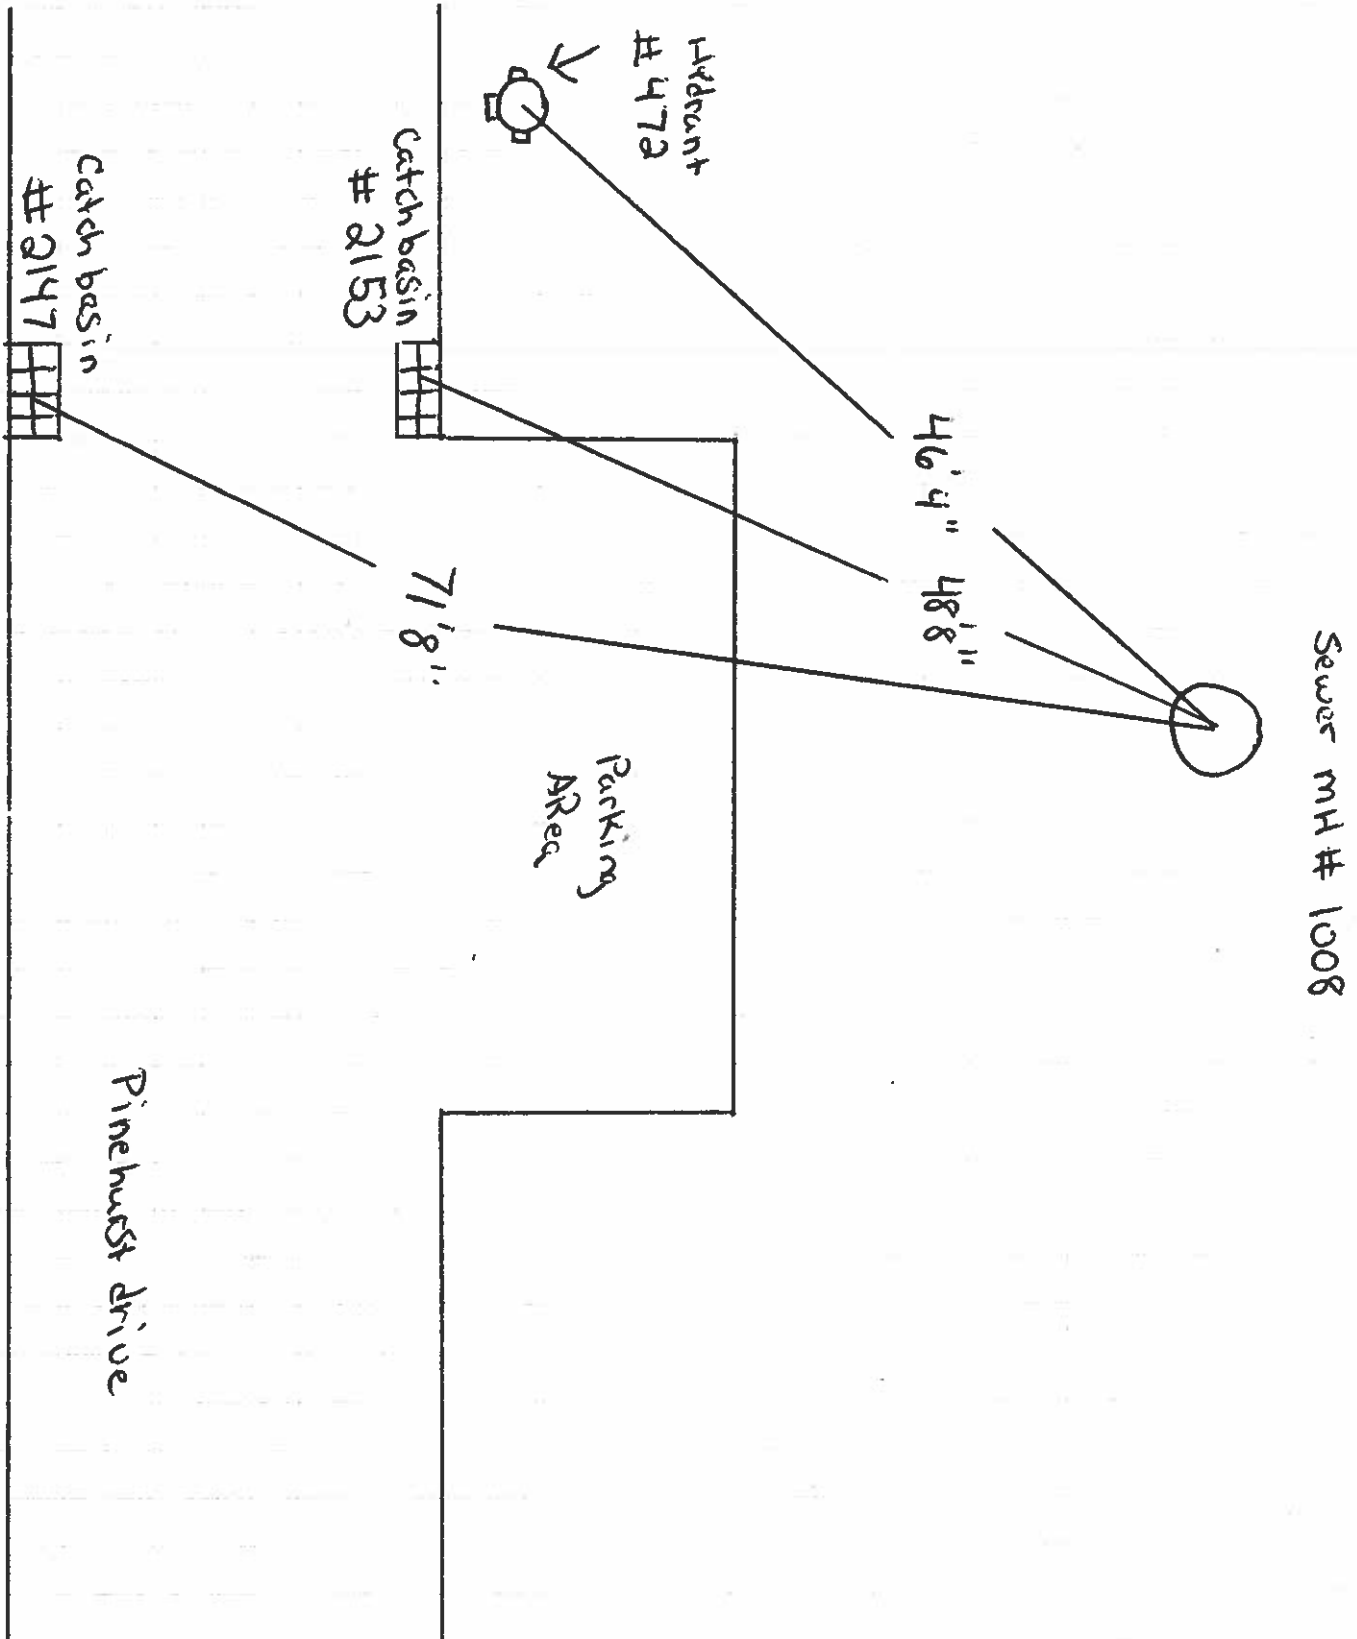 Sewer mH # 1008
Hydrant
# 472
46' 4"
48'8"
71'8".
Catch basin
# 2153
Parking
ARea
Catch basin
# 2147
Pinehurst drive